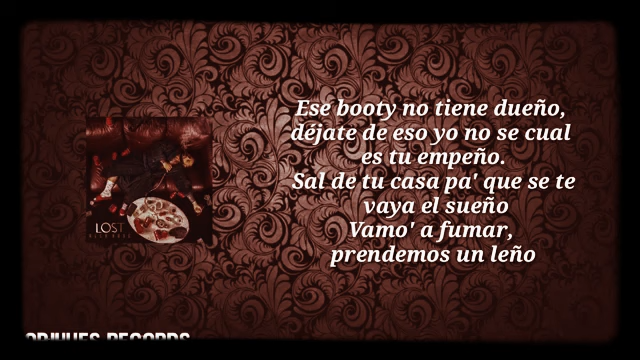 Ese booty no tiene dueño,
déjate de eso yo no se cual
es tu empeño.
Sal de tu casa pa' que se te
vaya el sueño
Vamo' a fumar,
prendemos un leño
LOST
RECORDS